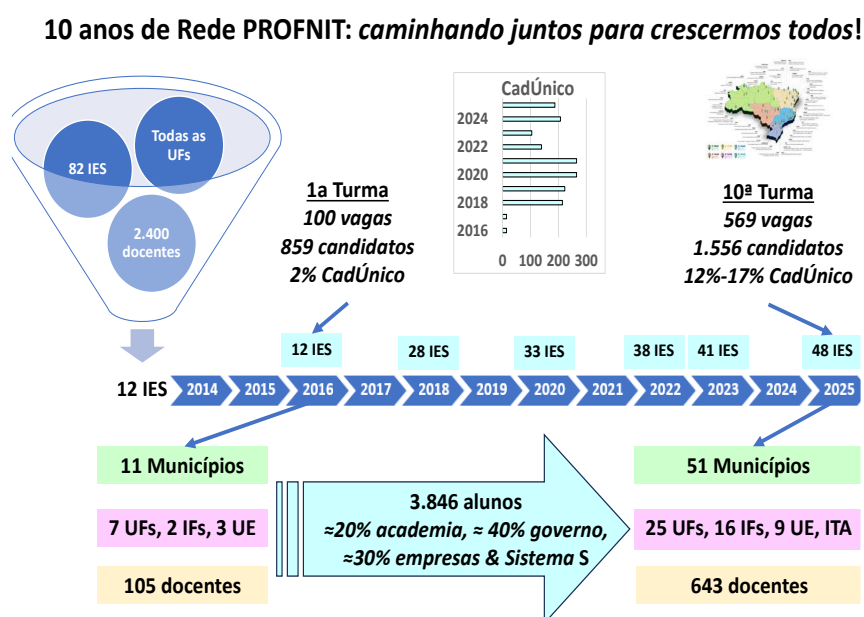 10 anos de Rede PROFNIT: caminhando juntos para crescermos todos!
Todas as
UFs
82 IES
2.400
docentes
1a Turma
100 vagas
859 candidatos
2% CadÚnico
CadÚnico
2024
2022
2020
2018
2016
0 100 200 300
10ª Turma
569 vagas
1.556 candidatos
12%-17% CadÚnico
12 IES 28 IES 33 IES 38 IES 41 IES 48 IES
12 IES 2014 2015 2016 2017 2018 2019 2020 2021 2022 2023 2024 2025
11 Municípios
7 UFs, 2 IFs, 3 UE
105 docentes
3.846 alunos
≈20% academia, ≈ 40% governo,
≈30% empresas & Sistema S
51 Municípios
25 UFs, 16 IFs, 9 UE, ITA
643 docentes